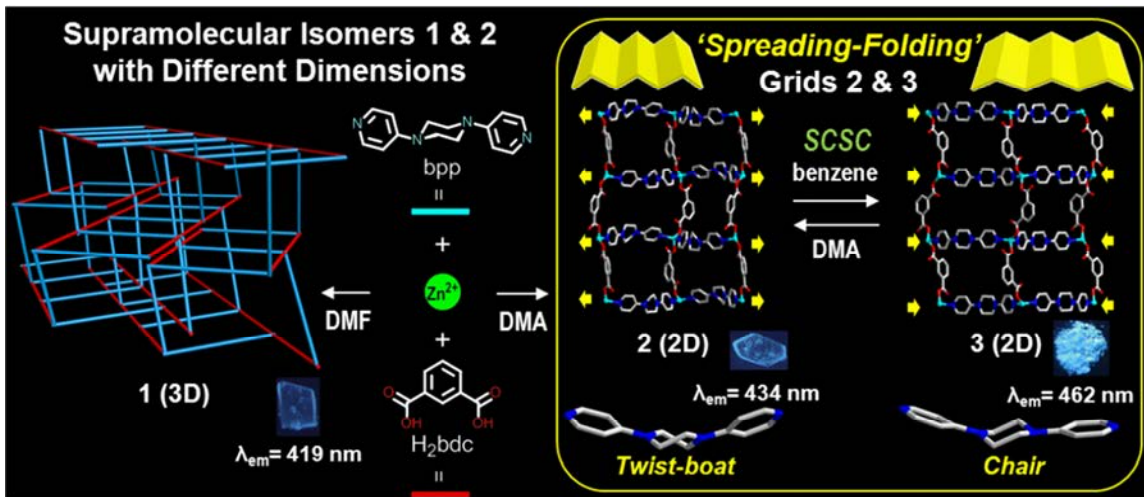 Supramolecular Isomers 1 & 2
with Different Dimensions
N
N
N
N
bpp
=
+
Zn²⁺
+
DMF
DMA
O
O
OH
OH
H₂bdc
=
1 (3D)
λem= 419 nm
'Spreading-Folding'
Grids 2 & 3
SCSC
benzene
DMA
2 (2D)
λem= 434 nm
Twist-boat
3 (2D)
λem= 462 nm
Chair